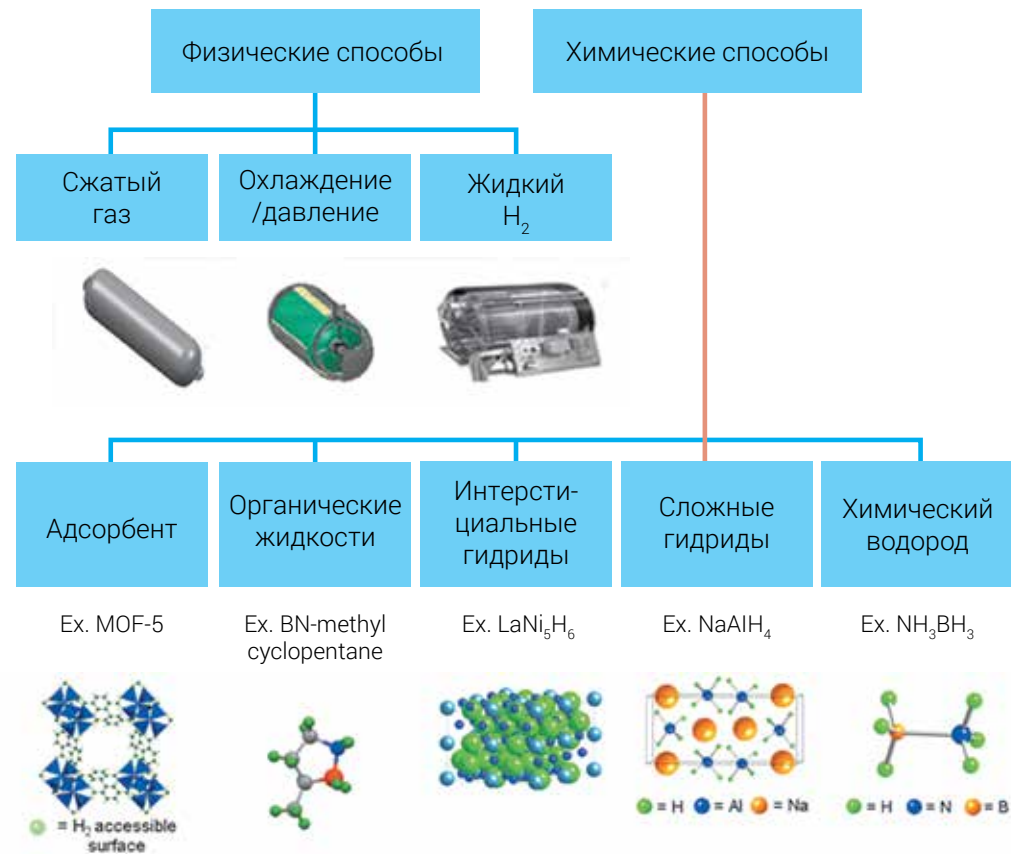 Физические способы
Химические способы
Сжатый
газ
Охлаждение
/давление
Жидкий
H₂
Адсорбент
Органические
жидкости
Интерсти-
циальные
гидриды
Сложные
гидриды
Химический
водород
Ex. MOF-5
Ex. BN-methyl
cyclopentane
Ex. LaNi₅H₆
Ex. NaAlH₄
Ex. NH₃BH₃
= H₂ accessible
surface
= H = Al = Na
= H = N = B